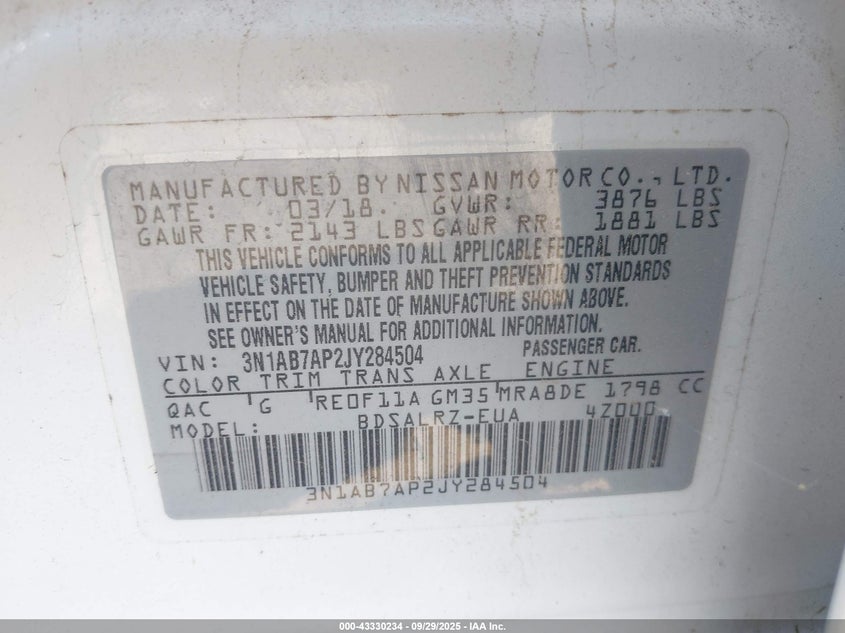 MANUFACTURED BY NISSAN MOTOR CO., LTD.
DATE: 03/18. GVWR: 3876 LBS
GAWR FR: 2143 LBS GAWR RR: 1881 LBS
THIS VEHICLE CONFORMS TO ALL APPLICABLE FEDERAL MOTOR
VEHICLE SAFETY, BUMPER AND THEFT PREVENTION STANDARDS
IN EFFECT ON THE DATE OF MANUFACTURE SHOWN ABOVE.
SEE OWNER'S MANUAL FOR ADDITIONAL INFORMATION.
VIN: 3N1AB7AP2JY284504 PASSENGER CAR.
COLOR TRIM TRANS AXLE ENGINE
QAC G RE0F11A GM35 MRA8DE 1798 CC
MODEL: BDSALRZ-EUA 4Z000
3N1AB7AP2JY284504
000-43330234 - 09/29/2025 - IAA Inc.